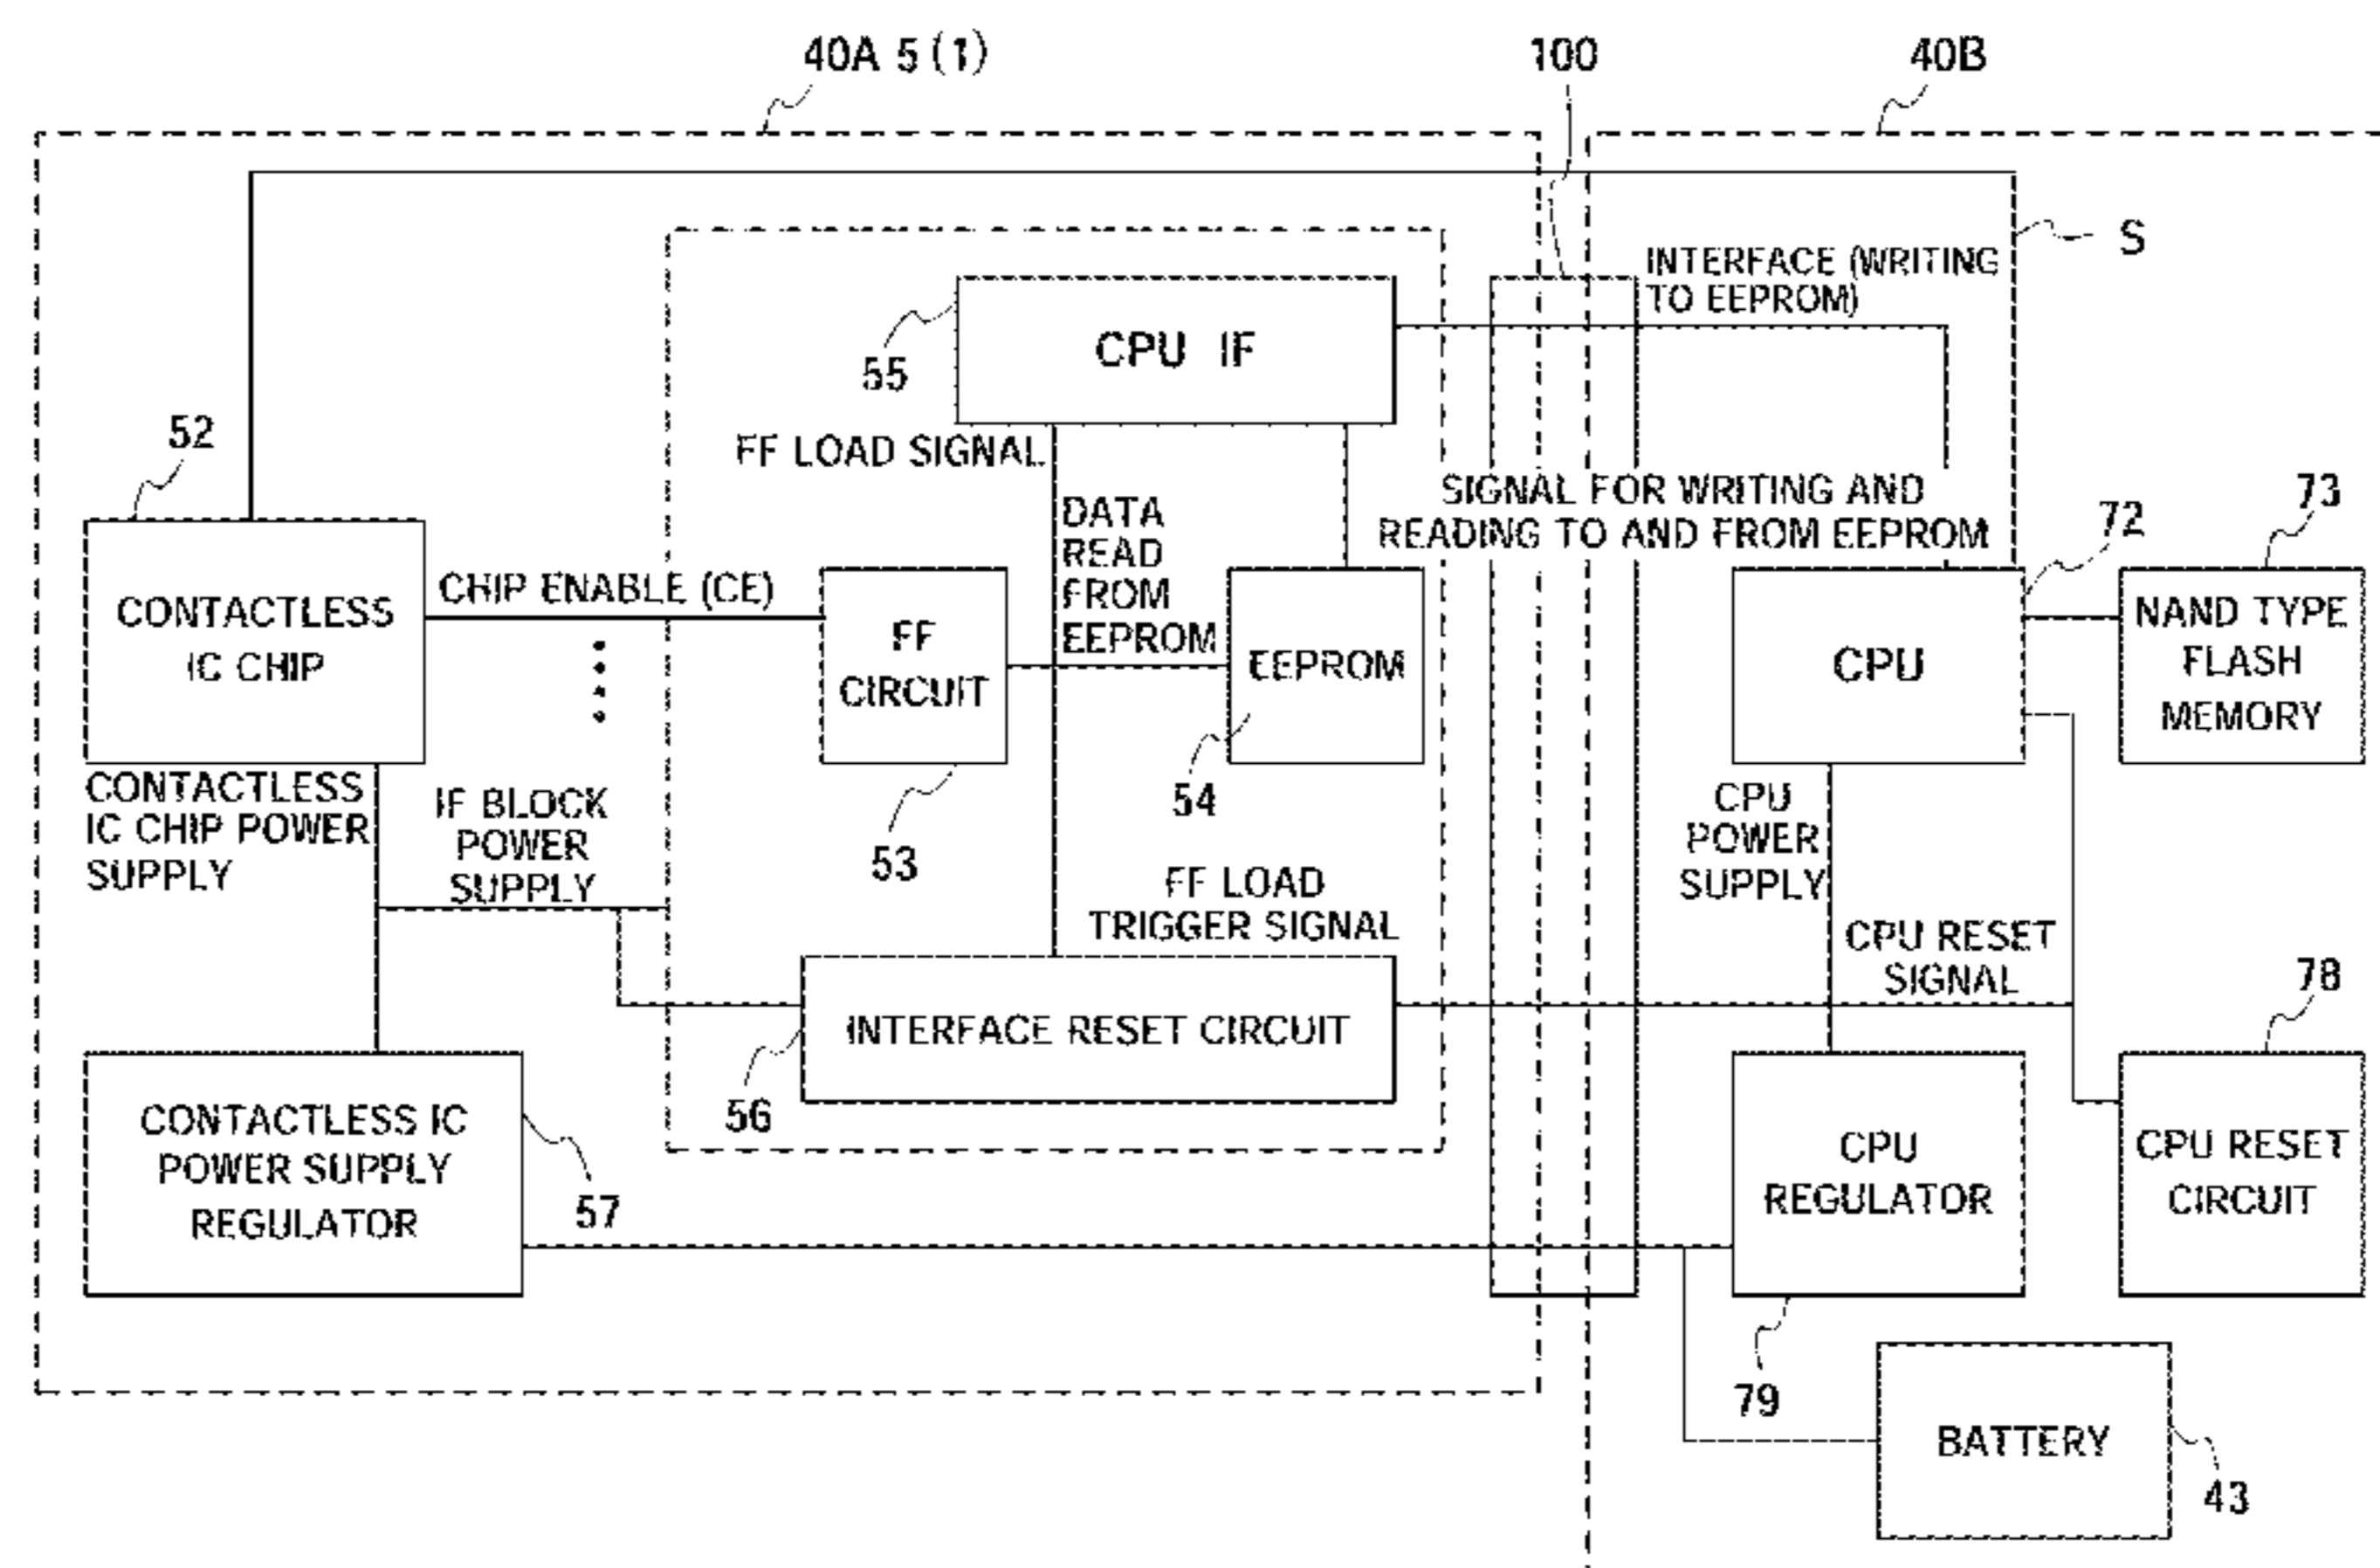 40A 5 (1)
100
40B
S
INTERFACE (WRITING
TO EEPROM)
55
CPU IF
52
FF LOAD SIGNAL
SIGNAL FOR WRITING AND
READING TO AND FROM EEPROM
73
72
DATA
READ
FROM
EEPROM
CONTACTLESS
IC CHIP
CHIP ENABLE (CE)
FF
CIRCUIT
EEPROM
CPU
NAND TYPE
FLASH
MEMORY
54
53
CONTACTLESS
IC CHIP POWER
SUPPLY
IF BLOCK
POWER
SUPPLY
CPU
POWER
SUPPLY
FF LOAD
TRIGGER SIGNAL
CPU RESET
SIGNAL
78
INTERFACE RESET CIRCUIT
56
CONTACTLESS IC
POWER SUPPLY
REGULATOR
57
CPU
REGULATOR
CPU RESET
CIRCUIT
79
BATTERY
43